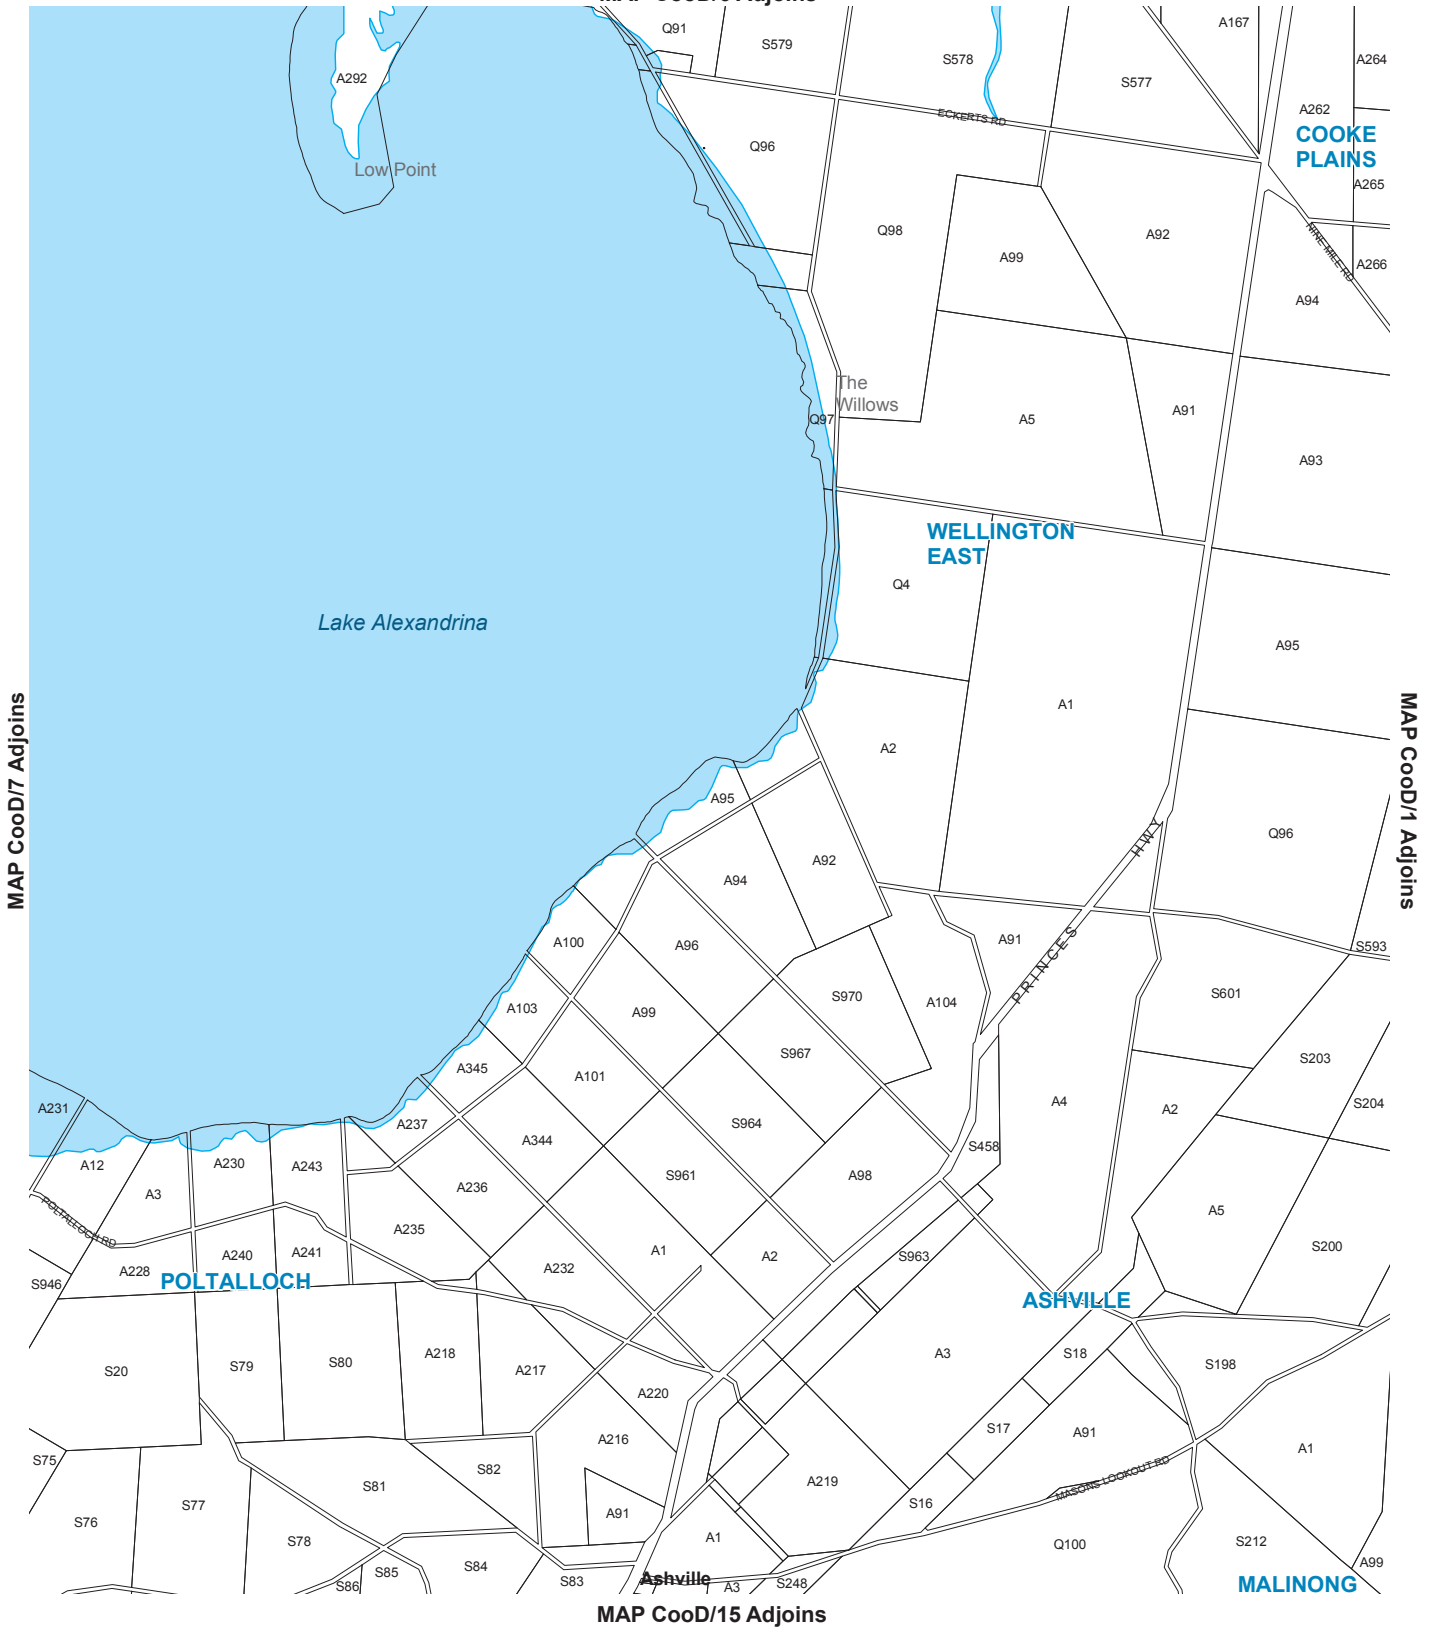 Q91
S579
S578
S577
A167
A264
A292
A262
ECKERTS RD
COOKE
PLAINS
Q96
Low Point
A265
Q98
A99
A92
NINE MILE RD
A266
A94
The
Willows
Q97
A5
A91
A93
WELLINGTON
EAST
Q4
Lake Alexandrina
A95
A1
A2
MAP CooD/7 Adjoins
MAP CooD/1 Adjoins
A95
Q96
PRINCES HWY
A92
A94
A100
A96
A91
S593
A103
A99
S970
A104
S601
S967
S203
A345
A101
A231
A237
S964
A4
A2
S204
A344
S458
A12
A230
A243
A3
A236
S961
A98
POLTALLOCH RD
A235
A5
A240
A241
A1
A2
S963
S200
S946
A228
POLTALLOCH
A232
ASHVILLE
S20
S79
S80
A218
A217
A3
S18
S198
A220
S17
A91
A216
A1
S75
S82
MASONS LOOKOUT RD
S81
A219
S77
S16
S76
A91
S78
A1
Q100
S212
S84
S85
S86
S83
Ashville
A3
S248
A99
MALINONG
MAP CooD/15 Adjoins